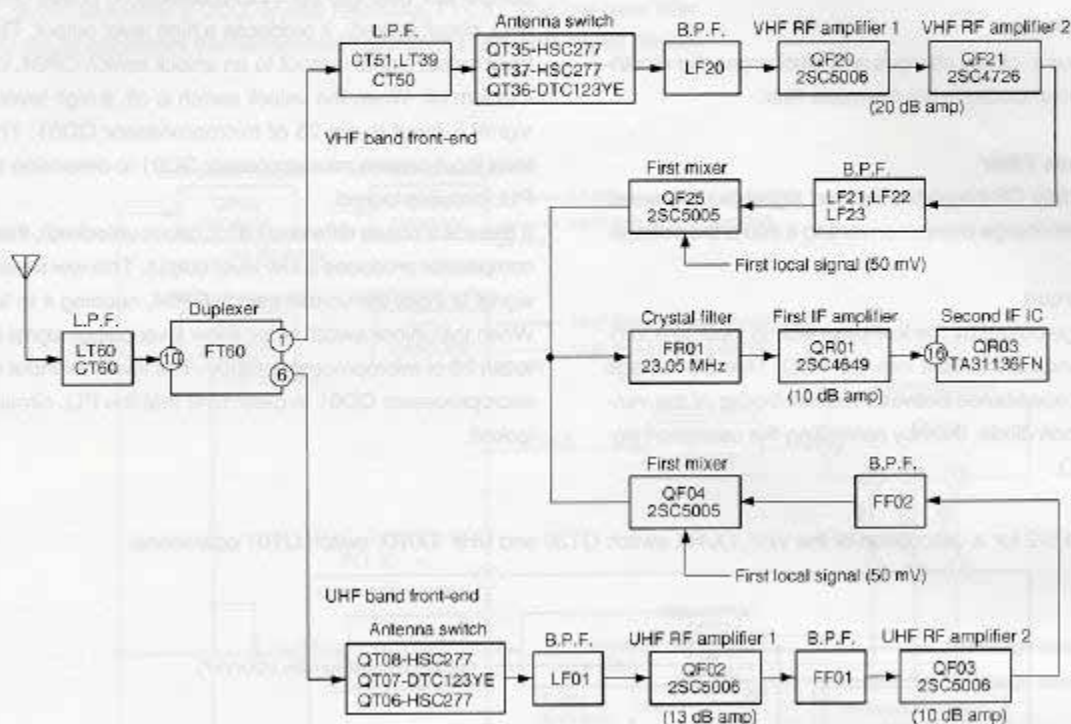 L.P.F.
CT51,LT39
CT50
Antenna switch
QT35-HSC277
QT37-HSC277
QT36-DTC123YE
B.P.F.
LF20
VHF RF amplifier 1
QF20
2SC5006
VHF RF amplifier 2
QF21
2SC4726
(20 dB amp)
VHF band front-end
First mixer
QF25
2SC5005
B.P.F.
LF21,LF22
LF23
First local signal (50 mV)
L.P.F.
LT60
CT60
10
Duplexer
FT60
1
6
Crystal filter
FR01
23.05 MHz
First IF amplifier
QR01
2SC4649
(10 dB amp)
16
Second IF IC
QR03
TA31136FN
First mixer
QF04
2SC5005
B.P.F.
FF02
First local signal (50 mV)
UHF band front-end
Antenna switch
QT08-HSC277
QT07-DTC123YE
QT06-HSC277
B.P.F.
LF01
UHF RF amplifier 1
QF02
2SC5006
(13 dB amp)
B.P.F.
FF01
UHF RF amplifier 2
QF03
2SC5006
(10 dB amp)